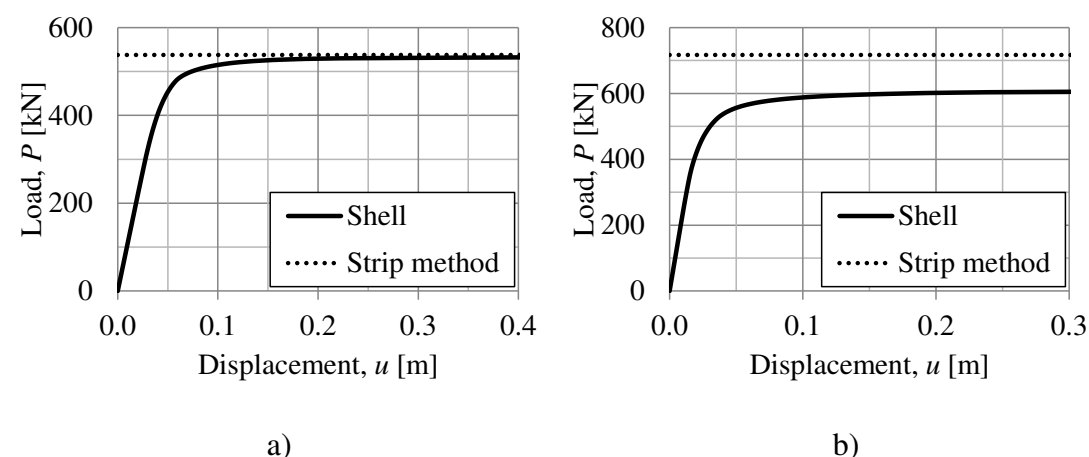 600
400
200
0
0.0 0.1 0.2 0.3 0.4
Load, P [kN]
Displacement, u [m]
Shell
Strip method
a)
800
600
400
200
0
0.0 0.1 0.2 0.3
Load, P [kN]
Displacement, u [m]
Shell
Strip method
b)